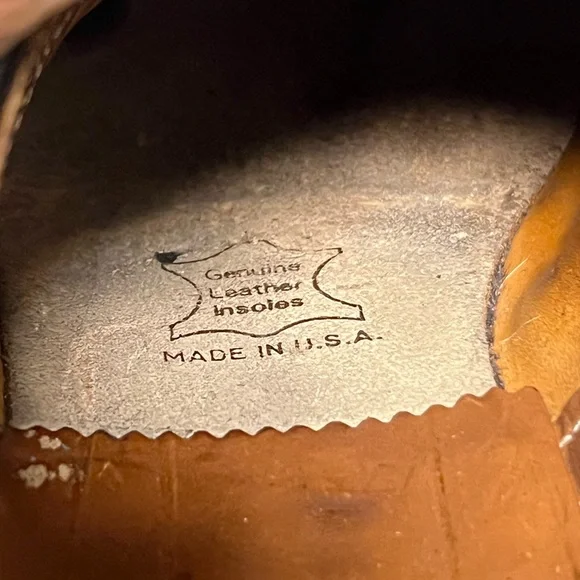 Genuine
Leather
Insoles
MADE IN U.S.A.